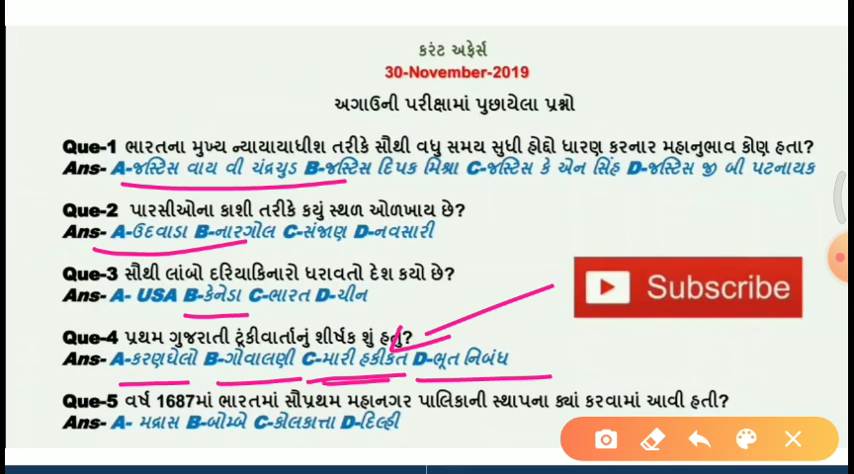 કરંટ અફેર્સ
30-November-2019
અગાઉની પરીક્ષામાં પુછાયેલા પ્રશ્નો
Que-1 ભારતના મુખ્ય ન્યાયાયાધીશ તરીકે સૌથી વધુ સમય સુધી હોદ્દો ધારણ કરનાર મહાનુભાવ કોણ હતા?
Ans- A-જસ્ટિસ વાય વી ચંદ્રચુડ B-જસ્ટિસ દિપક મિશ્રા C-જસ્ટિસ કે એન સિંહ D-જસ્ટિસ જી બી પટનાયક
Que-2 પારસીઓના કાશી તરીકે કયું સ્થળ ઓળખાય છે?
Ans- A-ઉદવાડા B-નારગોલ C-સંજાણ D-નવસારી
Que-3 સૌથી લાંબો દરિયાકિનારો ધરાવતો દેશ કયો છે?
Ans- A- USA B-કેનેડા C-ભારત D-ચીન
Subscribe
Que-4 પ્રથમ ગુજરાતી ટૂંકીવાર્તાનું શીર્ષક શું હતું?
Ans- A-કરણઘેલો B-ગોવાલણી C-મારી હકીકત D-ભૂત નિબંધ
Que-5 વર્ષ 1687માં ભારતમાં સૌપ્રથમ મહાનગર પાલિકાની સ્થાપના ક્યાં કરવામાં આવી હતી?
Ans- A- મદ્રાસ B-બોમ્બે C-કોલકાત્તા D-દિલ્હી